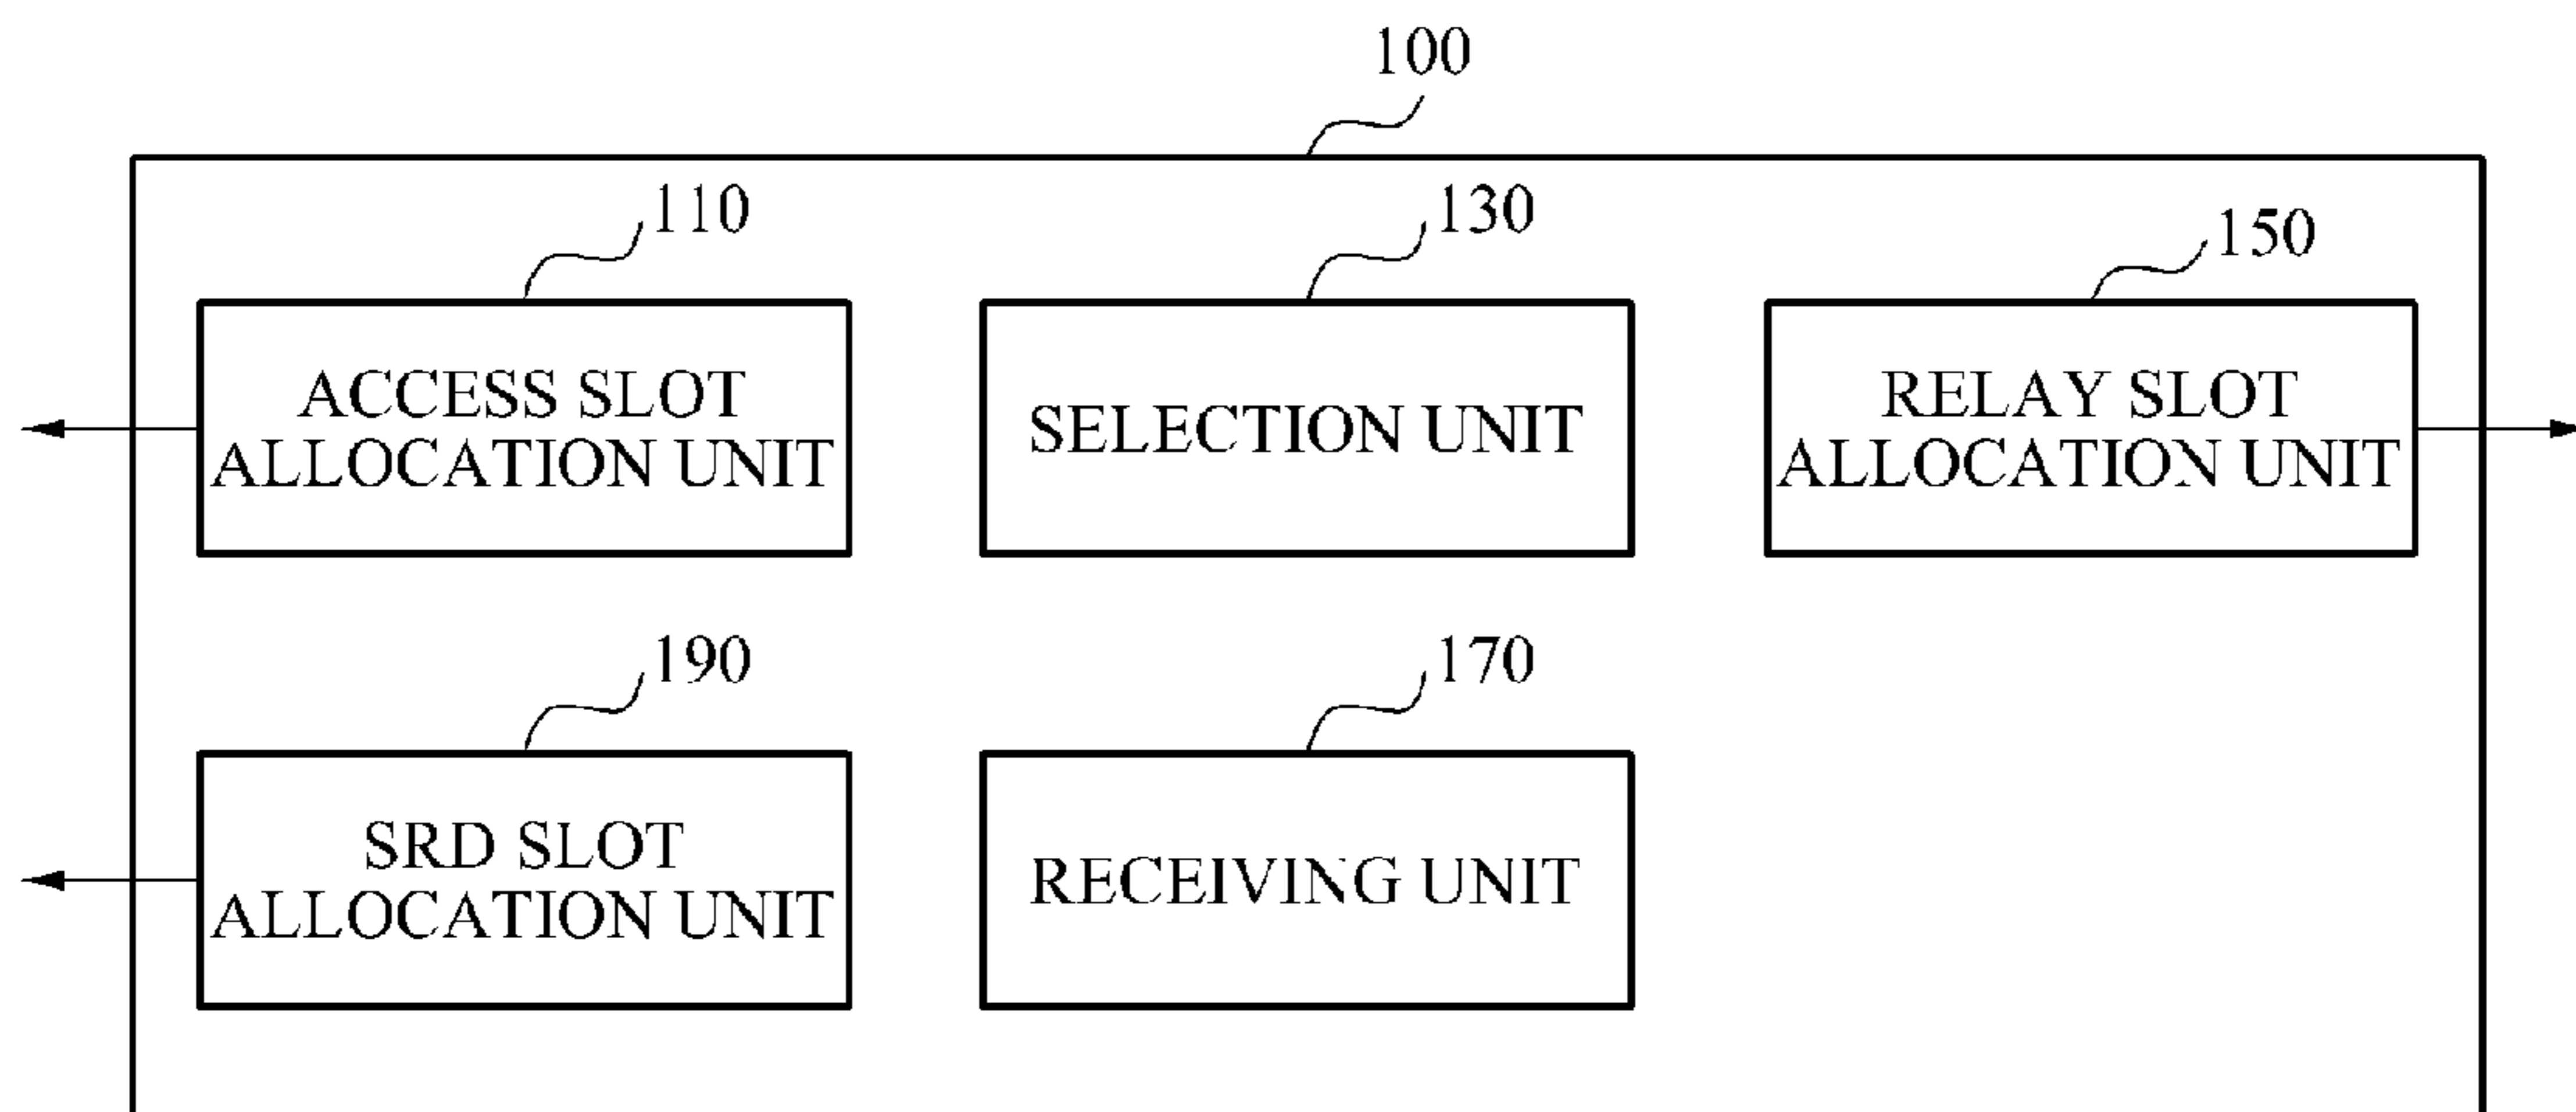 100
110
130
150
ACCESS SLOT
ALLOCATION UNIT
SELECTION UNIT
RELAY SLOT
ALLOCATION UNIT
190
170
SRD SLOT
ALLOCATION UNIT
RECEIVING UNIT